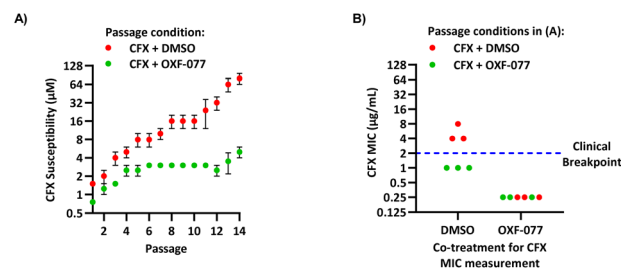 A)
Passage condition:
CFX + DMSO
CFX + OXF-077
CFX Susceptibility (μM)
128
64
32
16
8
4
2
1
0.5
2
4
6
8
10
12
14
Passage
B)
Passage conditions in (A):
CFX + DMSO
CFX + OXF-077
CFX MIC (μg/mL)
128
64
32
16
8
4
2
1
0.5
0.25
0.125
Clinical
Breakpoint
DMSO
OXF-077
Co-treatment for CFX
MIC measurement